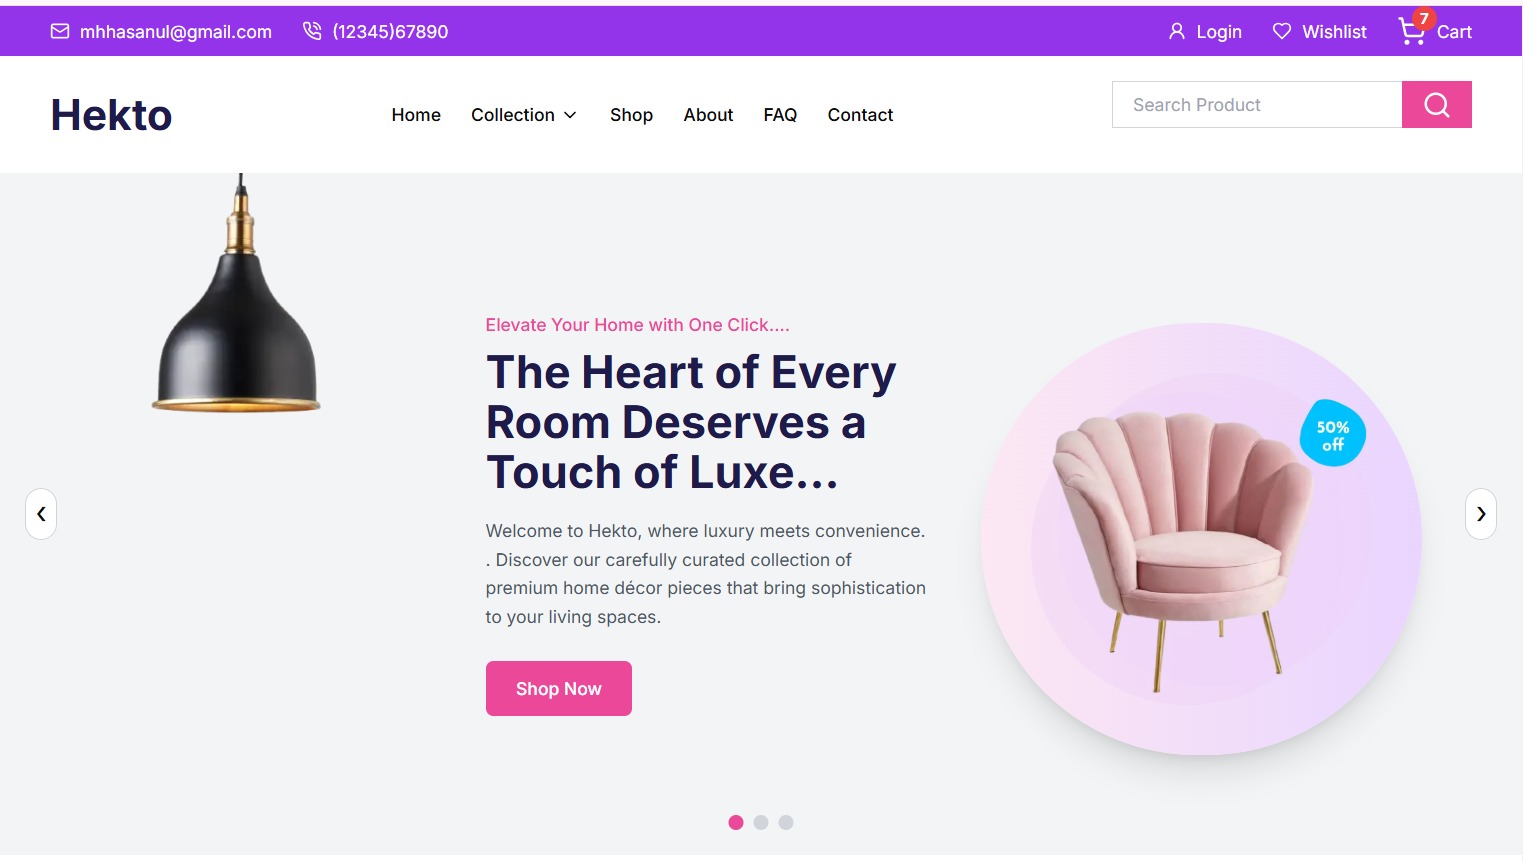 mhhasanul@gmail.com (12345)67890 Login Wishlist 7 Cart
Hekto Home Collection Shop About FAQ Contact Search Product
Elevate Your Home with One Click....
The Heart of Every
Room Deserves a
Touch of Luxe...
50%
off
Welcome to Hekto, where luxury meets convenience.
. Discover our carefully curated collection of
premium home décor pieces that bring sophistication
to your living spaces.
Shop Now